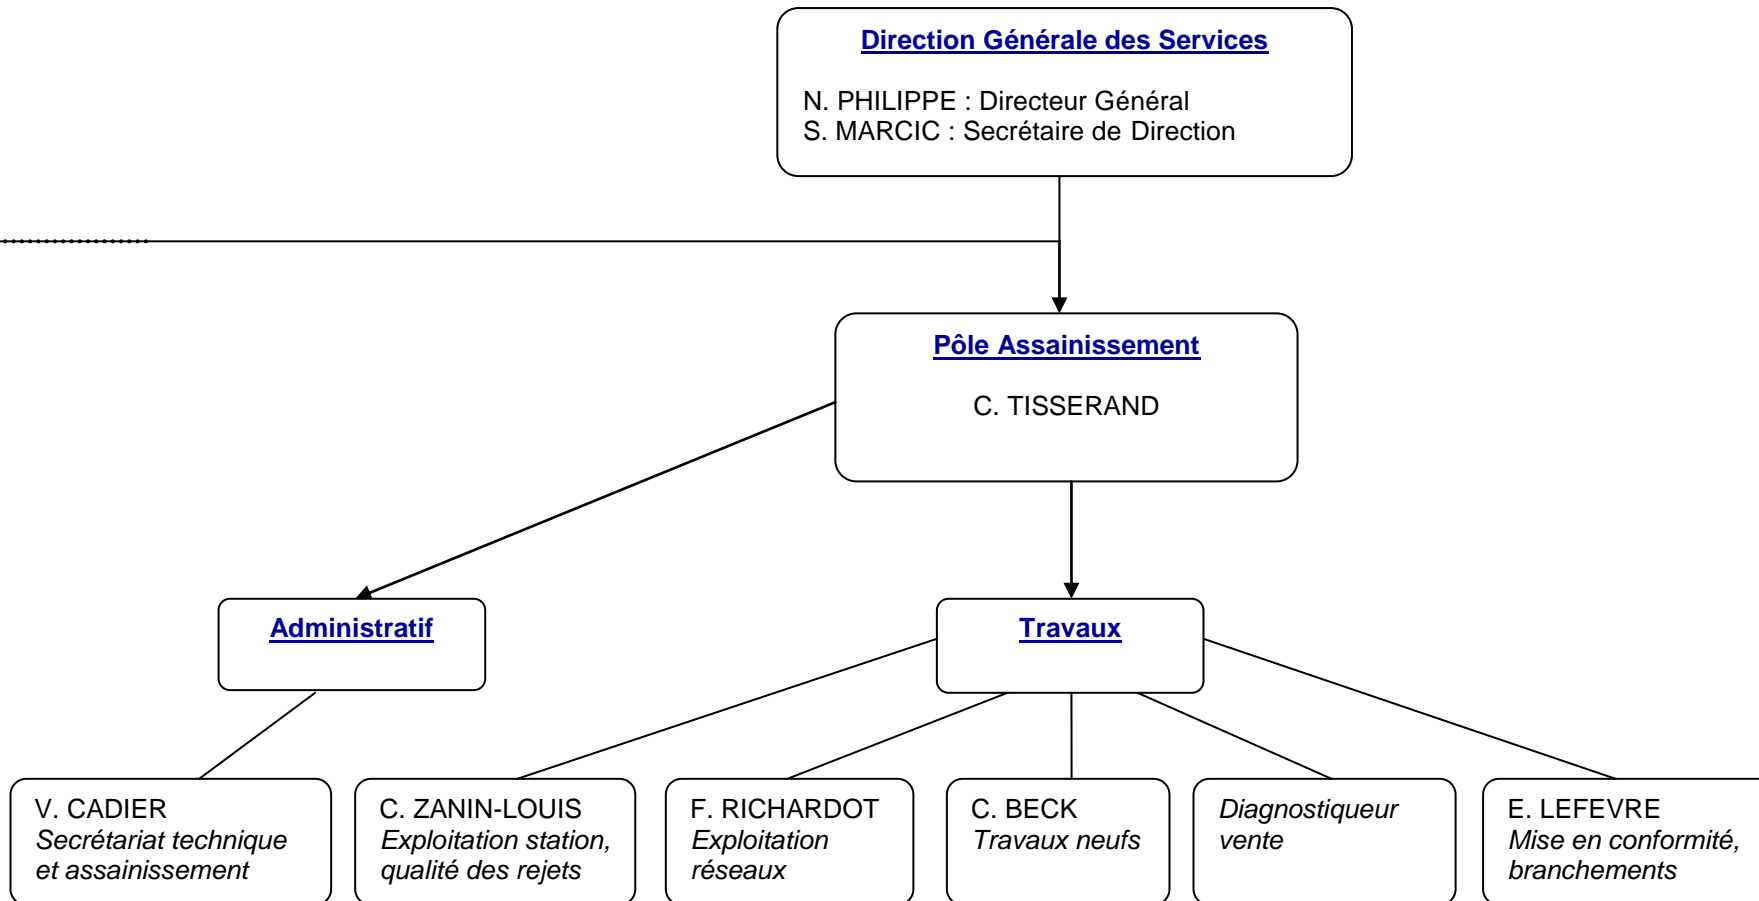 Direction Générale des Services
N. PHILIPPE : Directeur Général
S. MARCIC : Secrétaire de Direction
Pôle Assainissement
C. TISSERAND
Administratif
Travaux
V. CADIER
Secrétariat technique
et assainissement
C. ZANIN-LOUIS
Exploitation station,
qualité des rejets
F. RICHARDOT
Exploitation
réseaux
C. BECK
Travaux neufs
Diagnostiqueur
vente
E. LEFEVRE
Mise en conformité,
branchements